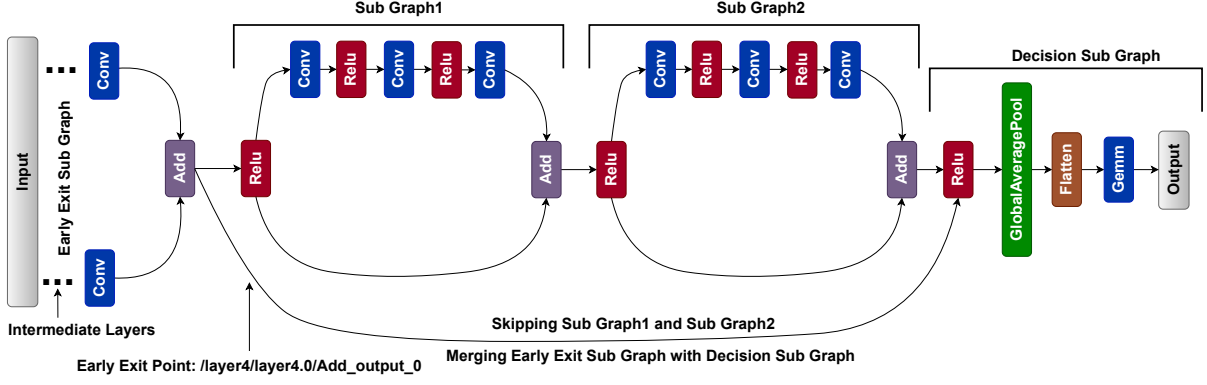 Sub Graph1
Sub Graph2
Decision Sub Graph
Input
Early Exit Sub Graph
Conv
Conv
Add
Relu
Conv
Relu
Conv
Relu
Conv
Add
Relu
Conv
Relu
Conv
Relu
Conv
Add
Relu
GlobalAveragePool
Flatten
Gemm
Output
Intermediate Layers
Skipping Sub Graph1 and Sub Graph2
Merging Early Exit Sub Graph with Decision Sub Graph
Early Exit Point: /layer4/layer4.0/Add_output_0